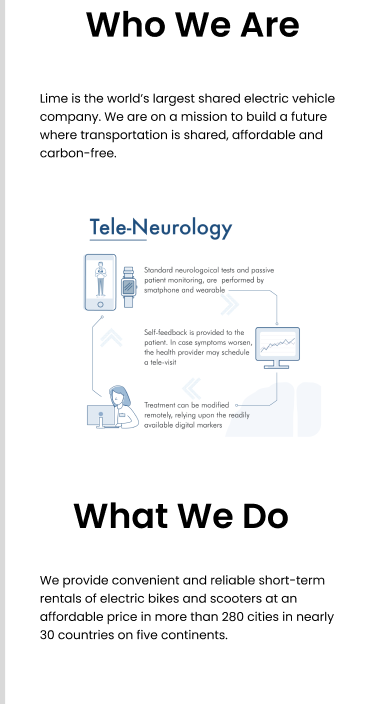 Who We Are
Lime is the world's largest shared electric vehicle
company. We are on a mission to build a future
where transportation is shared, affordable and
carbon-free.
Tele-Neurology
Standard neurologoical tests and passive
patient monitoring, are performed by
smatphone and wearable
Self-feedback is provided to the
patient. In case symptoms worsen,
the health provider may schedule
a tele-visit
Treatment can be modified
remotely, relying upon the readily
available digital markers
What We Do
We provide convenient and reliable short-term
rentals of electric bikes and scooters at an
affordable price in more than 280 cities in nearly
30 countries on five continents.